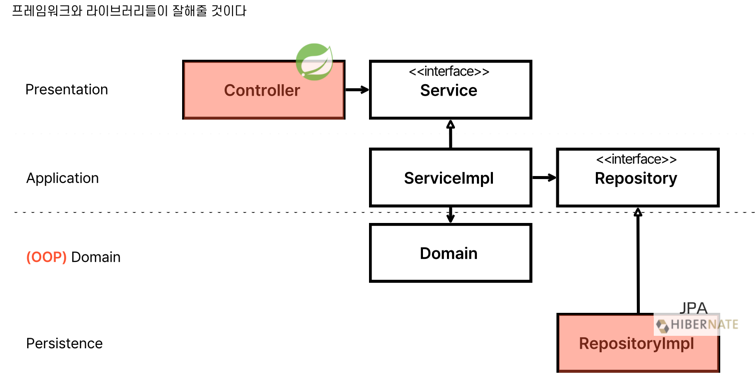 프레임워크와 라이브러리들이 잘해줄 것이다
Presentation
Controller
<<interface>>
Service
Application
ServiceImpl
<<interface>>
Repository
(OOP) Domain
Domain
Persistence
JPA
HIBERNATE
RepositoryImpl